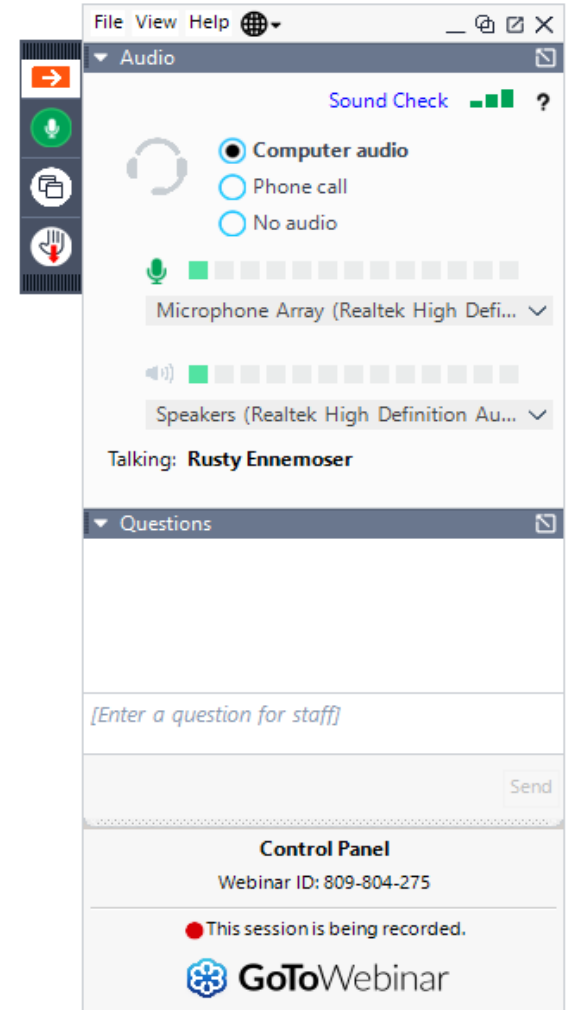 File View Help
Audio
Sound Check ?
Computer audio
Phone call
No audio
Microphone Array (Realtek High Defi...
Speakers (Realtek High Definition Au...
Talking: Rusty Ennemoser
Questions
[Enter a question for staff]
Send
Control Panel
Webinar ID: 809-804-275
This session is being recorded.
GoToWebinar